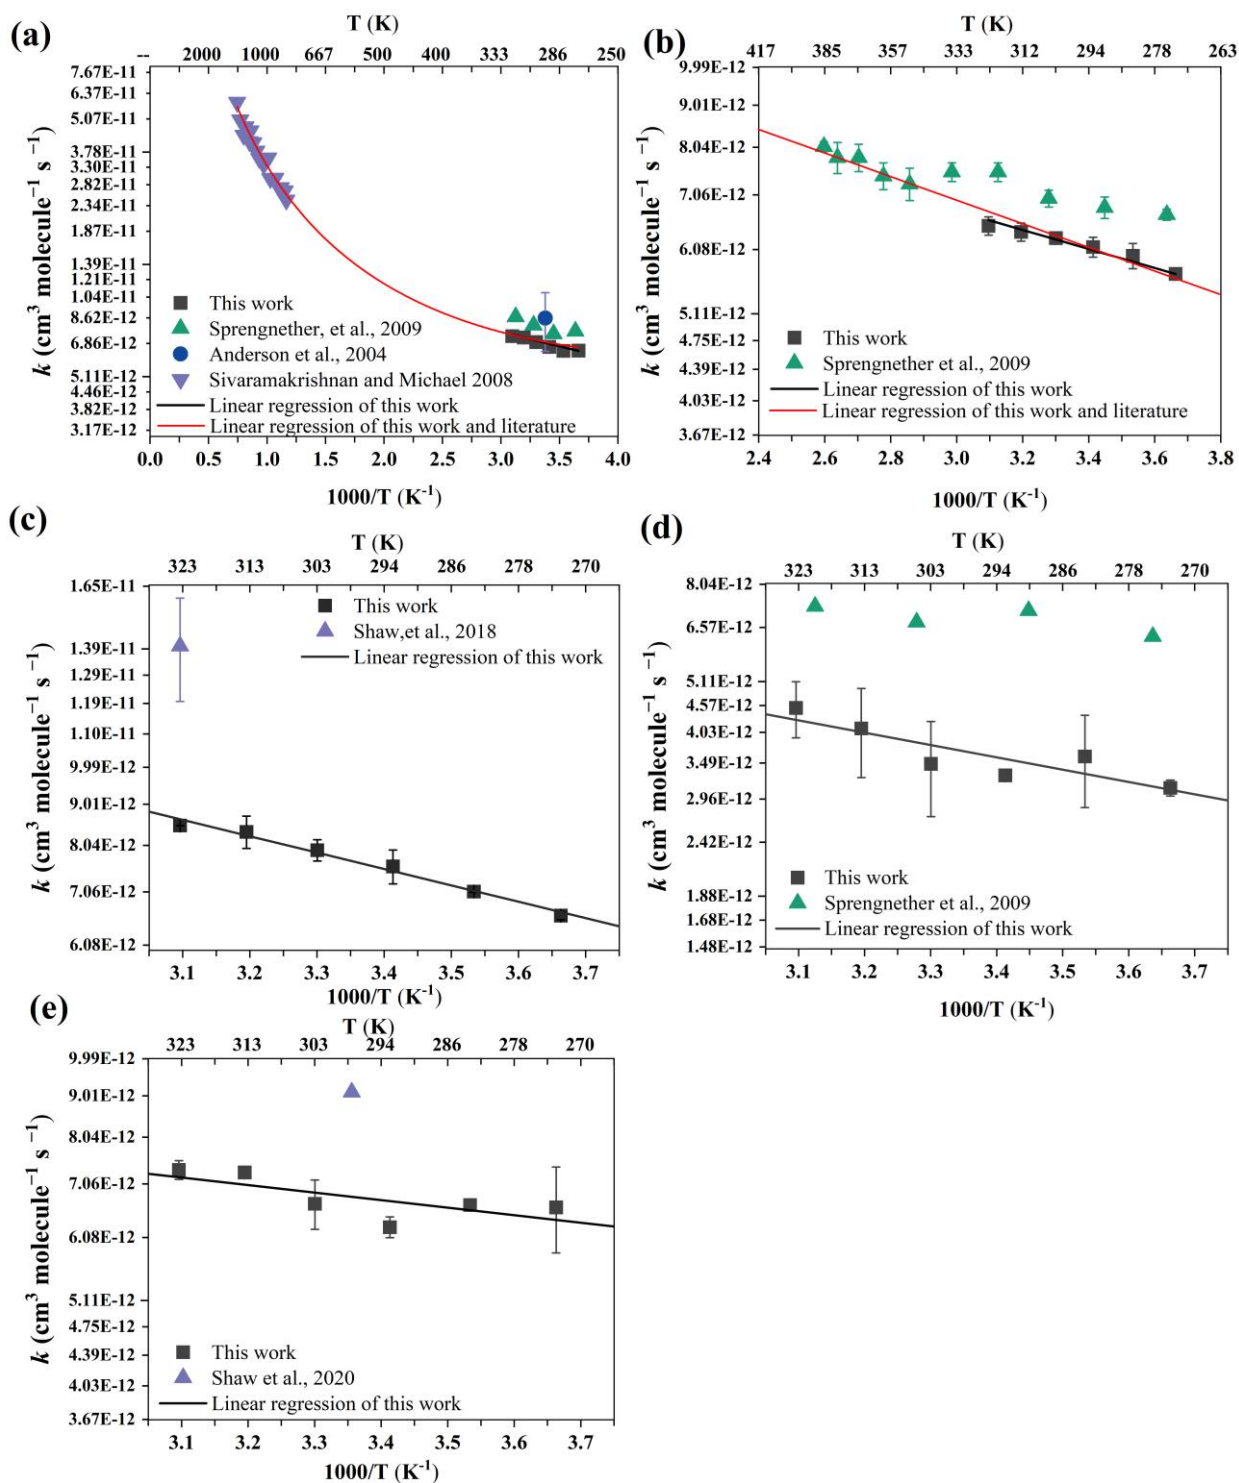 (a)
T (K)
-- 2000 1000 667 500 400 333 286 250
7.67E-11
6.37E-11
5.07E-11
3.78E-11
3.30E-11
2.82E-11
2.34E-11
1.87E-11
1.39E-11
1.21E-11
1.04E-11
8.62E-12
6.86E-12
5.11E-12
4.46E-12
3.82E-12
3.17E-12
k (cm³ molecule⁻¹ s⁻¹)
This work
Sprengnether, et al., 2009
Anderson et al., 2004
Sivaramakrishnan and Michael 2008
Linear regression of this work
Linear regression of this work and literature
0.0 0.5 1.0 1.5 2.0 2.5 3.0 3.5 4.0
1000/T (K⁻¹)
(b)
T (K)
417 385 357 333 312 294 278 263
9.99E-12
9.01E-12
8.04E-12
7.06E-12
6.08E-12
5.11E-12
4.75E-12
4.39E-12
4.03E-12
3.67E-12
k (cm³ molecule⁻¹ s⁻¹)
This work
Sprengnether et al., 2009
Linear regression of this work
Linear regression of this work and literature
2.4 2.6 2.8 3.0 3.2 3.4 3.6 3.8
1000/T (K⁻¹)
(c)
T (K)
323 313 303 294 286 278 270
1.65E-11
1.39E-11
1.29E-11
1.19E-11
1.10E-11
9.99E-12
9.01E-12
8.04E-12
7.06E-12
6.08E-12
k (cm³ molecule⁻¹ s⁻¹)
This work
Shaw,et al., 2018
Linear regression of this work
3.1 3.2 3.3 3.4 3.5 3.6 3.7
1000/T (K⁻¹)
(d)
T (K)
323 313 303 294 286 278 270
8.04E-12
6.57E-12
5.11E-12
4.57E-12
4.03E-12
3.49E-12
2.96E-12
2.42E-12
1.88E-12
1.68E-12
1.48E-12
k (cm³ molecule⁻¹ s⁻¹)
This work
Sprengnether et al., 2009
Linear regression of this work
3.1 3.2 3.3 3.4 3.5 3.6 3.7
1000/T (K⁻¹)
(e)
T (K)
323 313 303 294 286 278 270
9.99E-12
9.01E-12
8.04E-12
7.06E-12
6.08E-12
5.11E-12
4.75E-12
4.39E-12
4.03E-12
3.67E-12
k (cm³ molecule⁻¹ s⁻¹)
This work
Shaw et al., 2020
Linear regression of this work
3.1 3.2 3.3 3.4 3.5 3.6 3.7
1000/T (K⁻¹)